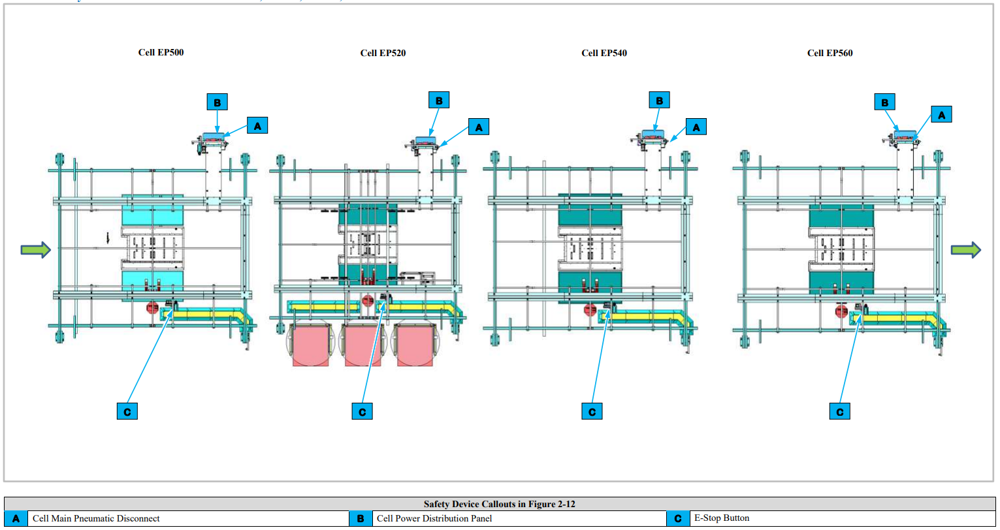 Cell EP500
Cell EP520
Cell EP540
Cell EP560
B
A
B
A
B
A
B
A
C
C
C
C
Safety Device Callouts in Figure 2-12
A Cell Main Pneumatic Disconnect B Cell Power Distribution Panel C E-Stop Button